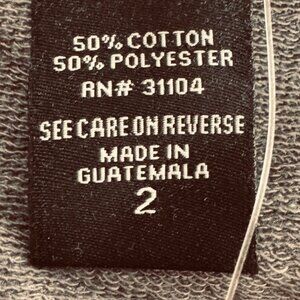 50% COTTON
50% POLYESTER
RN# 31104
SEE CARE ON REVERSE
MADE IN
GUATEMALA
2